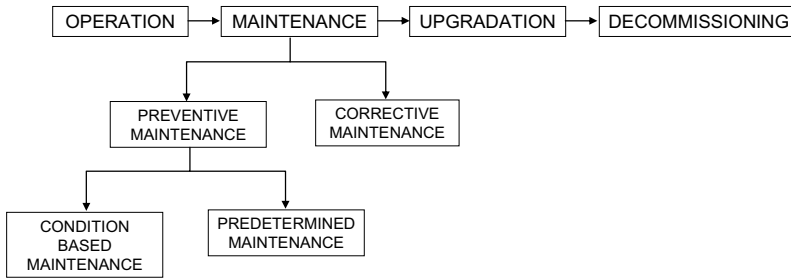 OPERATION
MAINTENANCE
UPGRADATION
DECOMMISSIONING
PREVENTIVE
MAINTENANCE
CORRECTIVE
MAINTENANCE
CONDITION
BASED
MAINTENANCE
PREDETERMINED
MAINTENANCE